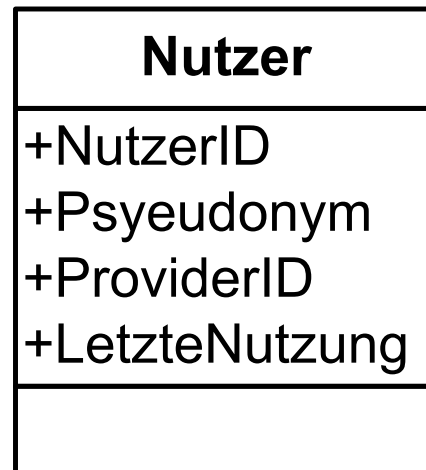 Nutzer
+NutzerID
+Psyeudonym
+ProviderID
+LetzteNutzung